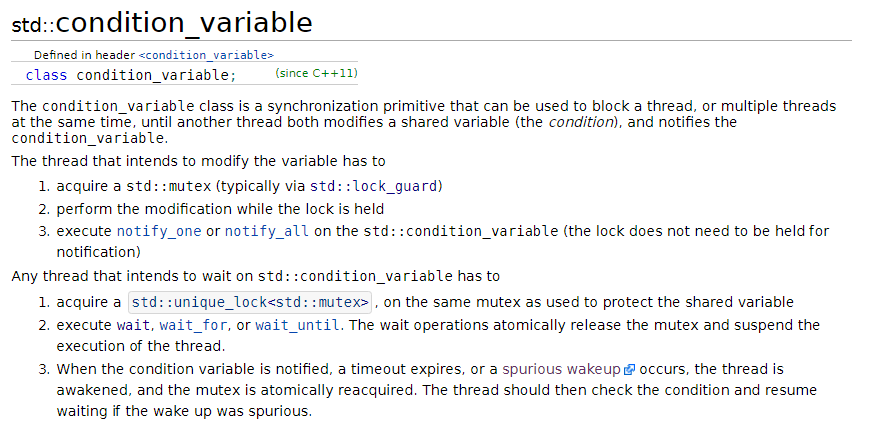 std::condition_variable
Defined in header <condition_variable>
class condition_variable; (since C++11)
The condition_variable class is a synchronization primitive that can be used to block a thread, or multiple threads
at the same time, until another thread both modifies a shared variable (the condition), and notifies the
condition_variable.
The thread that intends to modify the variable has to
1. acquire a std::mutex (typically via std::lock_guard)
2. perform the modification while the lock is held
3. execute notify_one or notify_all on the std::condition_variable (the lock does not need to be held for
notification)
Any thread that intends to wait on std::condition_variable has to
1. acquire a std::unique_lock<std::mutex>, on the same mutex as used to protect the shared variable
2. execute wait, wait_for, or wait_until. The wait operations atomically release the mutex and suspend the
execution of the thread.
3. When the condition variable is notified, a timeout expires, or a spurious wakeup occurs, the thread is
awakened, and the mutex is atomically reacquired. The thread should then check the condition and resume
waiting if the wake up was spurious.